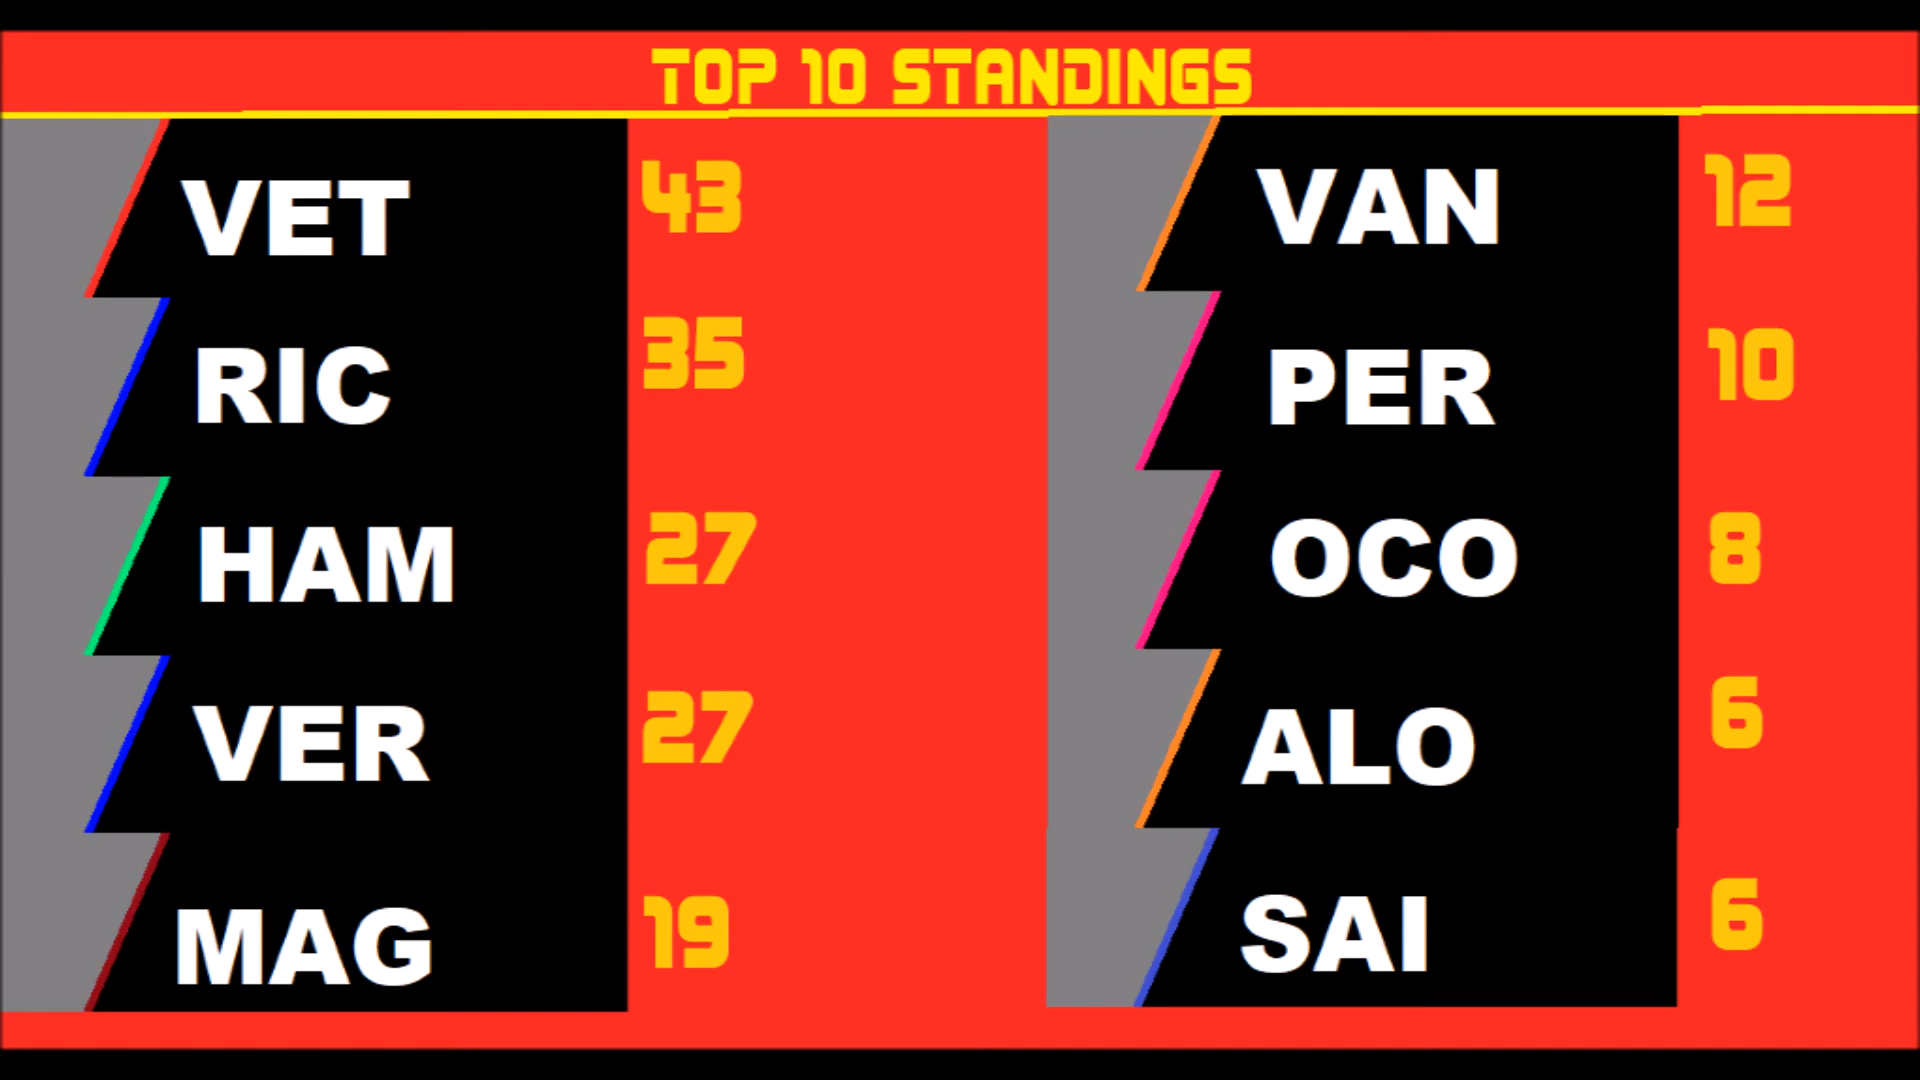 TOP 10 STANDINGS
VET 43
RIC 35
HAM 27
VER 27
MAG 19
VAN 12
PER 10
OCO 8
ALO 6
SAI 6